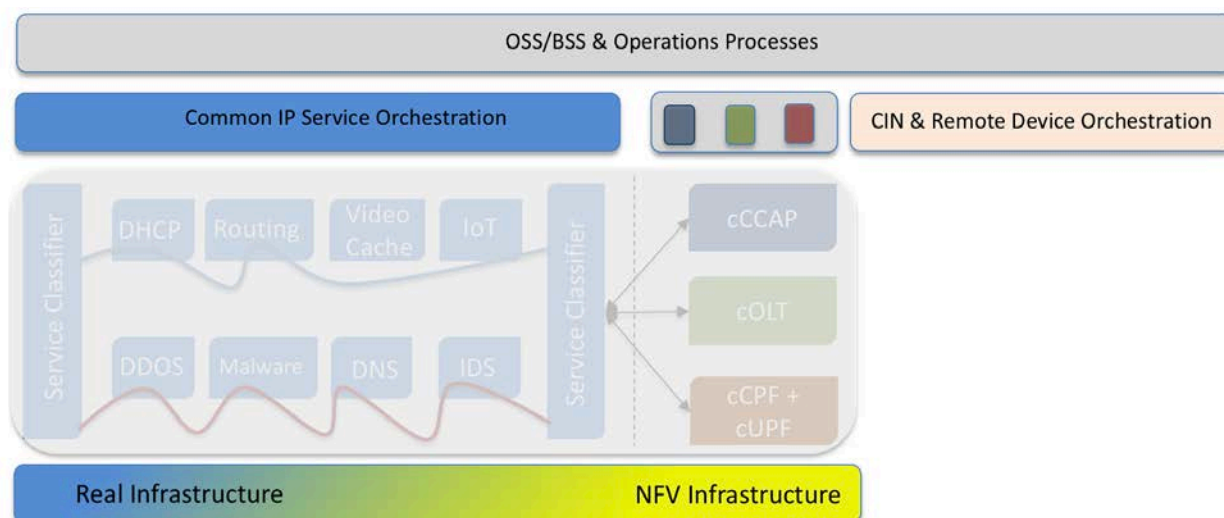 OSS/BSS & Operations Processes
Common IP Service Orchestration
CIN & Remote Device Orchestration
Service Classifier
DHCP
Routing
Video
Cache
IoT
Service Classifier
cCCAP
cOLT
DDOS
Malware
DNS
IDS
cCPF +
cUPF
Real Infrastructure
NFV Infrastructure